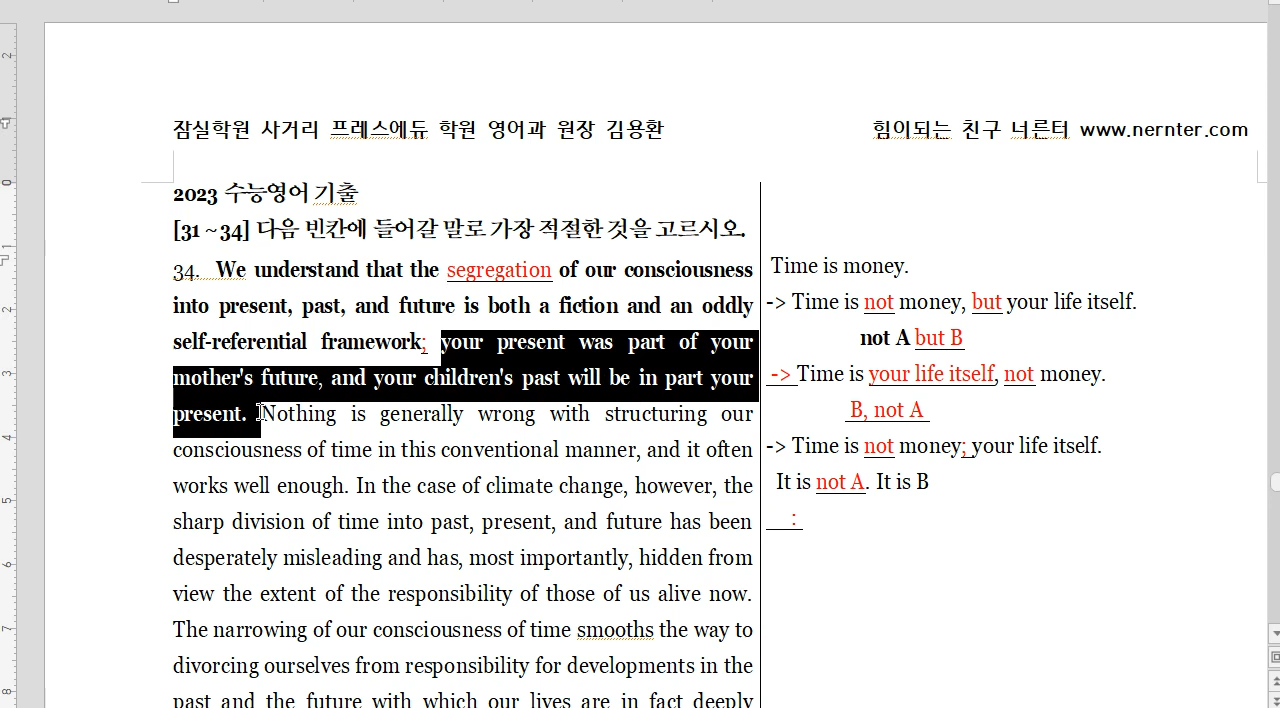 잠실학원 사거리 프레스에듀 학원 영어과 원장 김용환
힘이되는 친구 너른터 www.nernter.com
2023 수능영어 기출
[31 ~ 34] 다음 빈칸에 들어갈 말로 가장 적절한 것을 고르시오.
34. We understand that the segregation of our consciousness
into present, past, and future is both a fiction and an oddly
self-referential framework; your present was part of your
mother's future, and your children's past will be in part your
present. Nothing is generally wrong with structuring our
consciousness of time in this conventional manner, and it often
works well enough. In the case of climate change, however, the
sharp division of time into past, present, and future has been
desperately misleading and has, most importantly, hidden from
view the extent of the responsibility of those of us alive now.
The narrowing of our consciousness of time smooths the way to
divorcing ourselves from responsibility for developments in the
past and the future with which our lives are in fact deeply
Time is money.
-> Time is not money, but your life itself.
not A but B
-> Time is your life itself, not money.
B, not A
-> Time is not money; your life itself.
It is not A. It is B
: